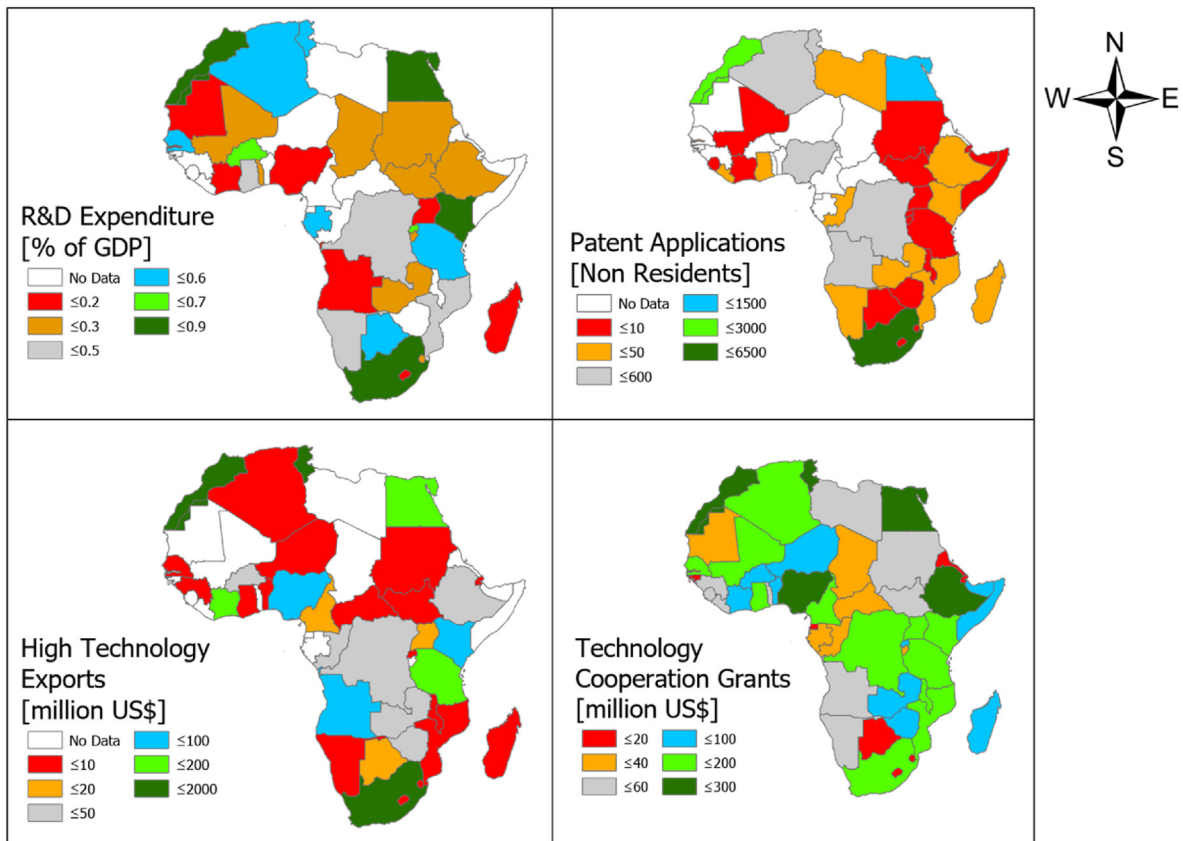 N
W E
S
R&D Expenditure
[% of GDP]
No Data ≤0.6
≤0.2 ≤0.7
≤0.3 ≤0.9
≤0.5
Patent Applications
[Non Residents]
No Data ≤1500
≤10 ≤3000
≤50 ≤6500
≤600
High Technology
Exports
[million US$]
No Data ≤100
≤10 ≤200
≤20 ≤2000
≤50
Technology
Cooperation Grants
[million US$]
≤20 ≤100
≤40 ≤200
≤60 ≤300